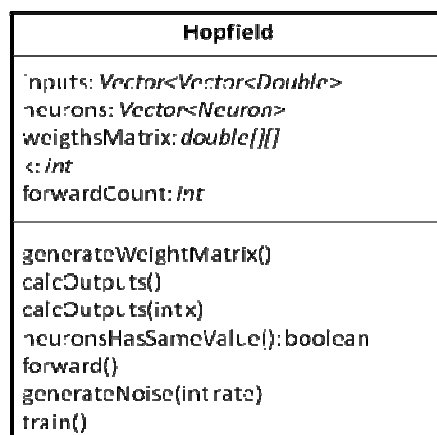 Hopfield
inputs: Vector<Vector<Double>
neurons: Vector<Neuron>
weigthsMatrix: double[][]
k: int
forwardCount: int
generateWeightMatrix()
calcOutputs()
calcOutputs(int x)
neuronsHasSameValue(): boolean
forward()
generateNoise(int rate)
train()